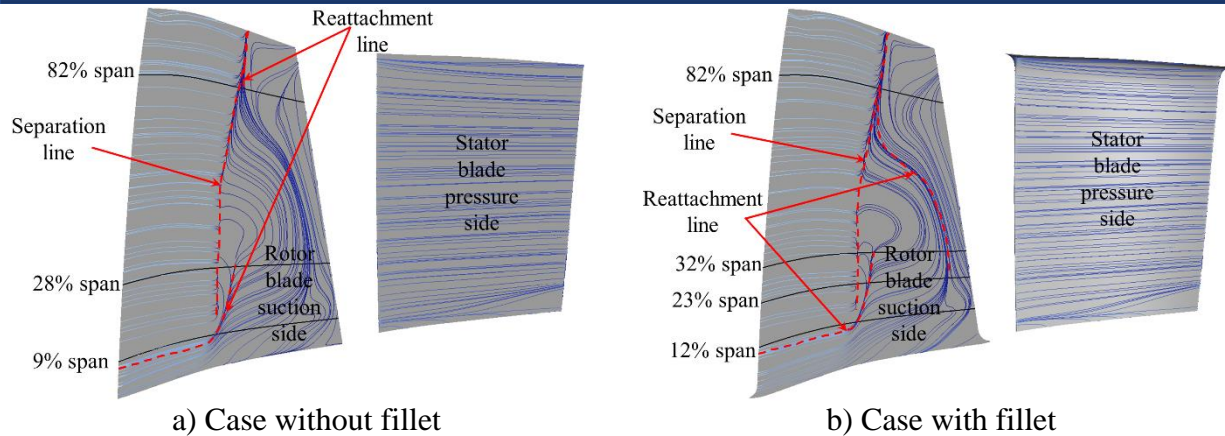 Reattachment
line
82% span
Separation
line
28% span
9% span
Rotor
blade
suction
side
Stator
blade
pressure
side
a) Case without fillet
82% span
Separation
line
Reattachment
line
32% span
23% span
12% span
Rotor
blade
suction
side
Stator
blade
pressure
side
b) Case with fillet